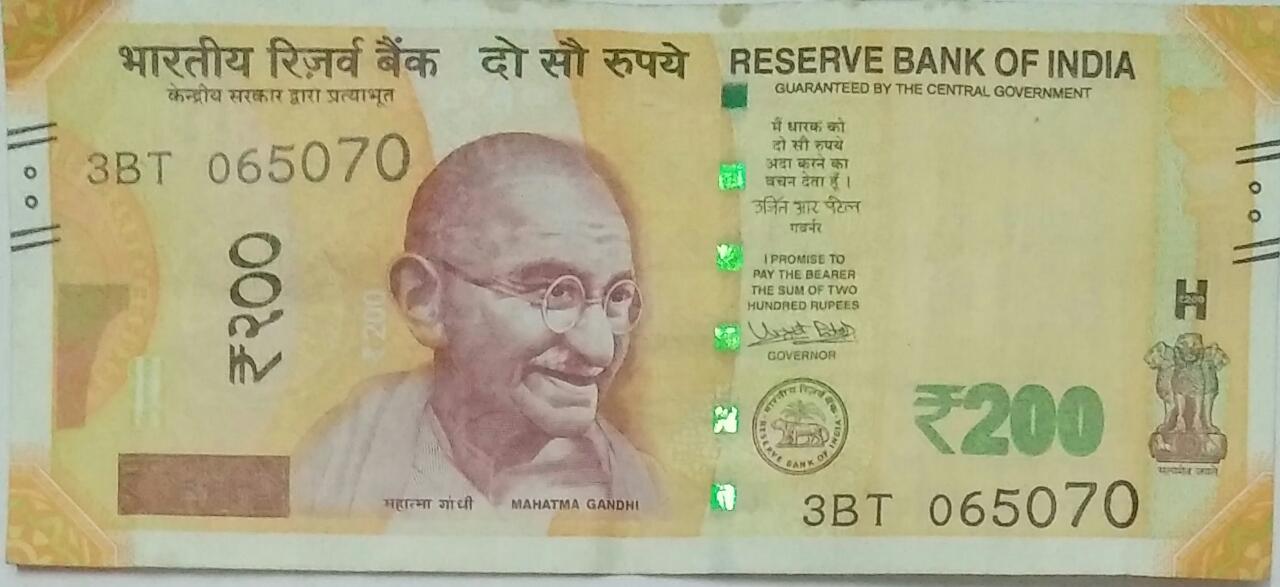 भारतीय रिज़र्व बैंक दो सौ रुपये RESERVE BANK OF INDIA
केन्द्रीय सरकार द्वारा प्रत्याभूत GUARANTEED BY THE CENTRAL GOVERNMENT
3BT 065070
₹२००
₹200
मैं धारक को
दो सौ रुपये
अदा करने का
वचन देता हूँ ।
उर्जित आर पटेल
गवर्नर
I PROMISE TO
PAY THE BEARER
THE SUM OF TWO
HUNDRED RUPEES
GOVERNOR
भारतीय रिज़र्व बैंक
RESERVE BANK OF INDIA
H
₹200
₹200
सत्यमेव जयते
3BT 065070
महात्मा गांधी MAHATMA GANDHI